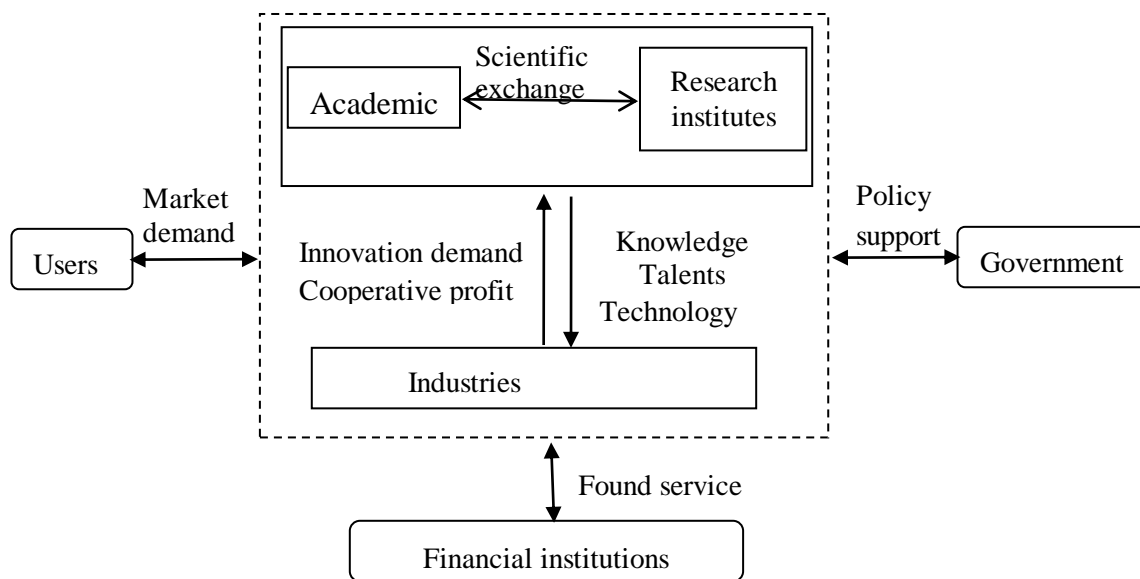 Scientific
exchange
Academic
Research
institutes
Market
demand
Users
Innovation demand
Cooperative profit
Knowledge
Talents
Technology
Policy
support
Government
Industries
Found service
Financial institutions